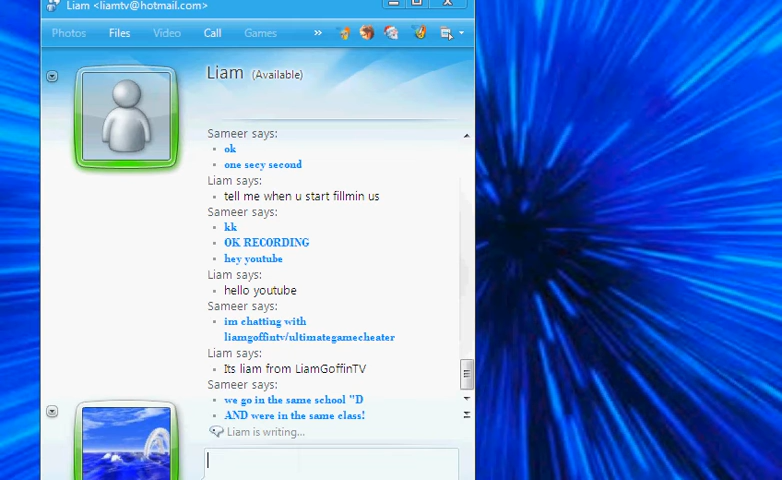 Liam <liamtv@hotmail.com>
Photos Files Video Call Games »
Liam (Available)
Sameer says:
ok
one secy second
Liam says:
tell me when u start fillmin us
Sameer says:
kk
OK RECORDING
hey youtube
Liam says:
hello youtube
Sameer says:
im chatting with
liamgoffintv/ultimategamecheater
Liam says:
Its liam from LiamGoffinTV
Sameer says:
we go in the same school "D
AND were in the same class!
Liam is writing...